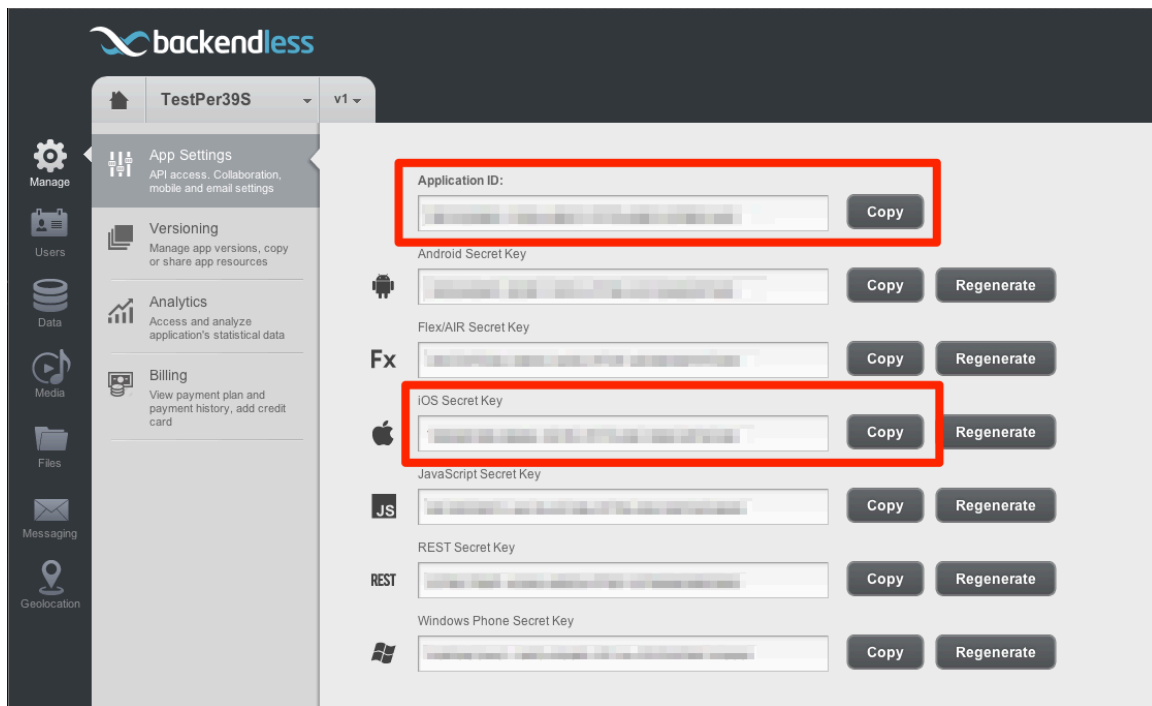 backendless
TestPer39S
v1
Manage
Users
Data
Media
Files
Messaging
Geolocation
App Settings
API access. Collaboration,
mobile and email settings
Versioning
Manage app versions, copy
or share app resources
Analytics
Access and analyze
application's statistical data
Billing
View payment plan and
payment history, add credit
card
Application ID:
Copy
Android Secret Key
Copy Regenerate
Flex/AIR Secret Key
Fx Copy Regenerate
iOS Secret Key
Copy Regenerate
JavaScript Secret Key
JS Copy Regenerate
REST Secret Key
REST Copy Regenerate
Windows Phone Secret Key
Copy Regenerate